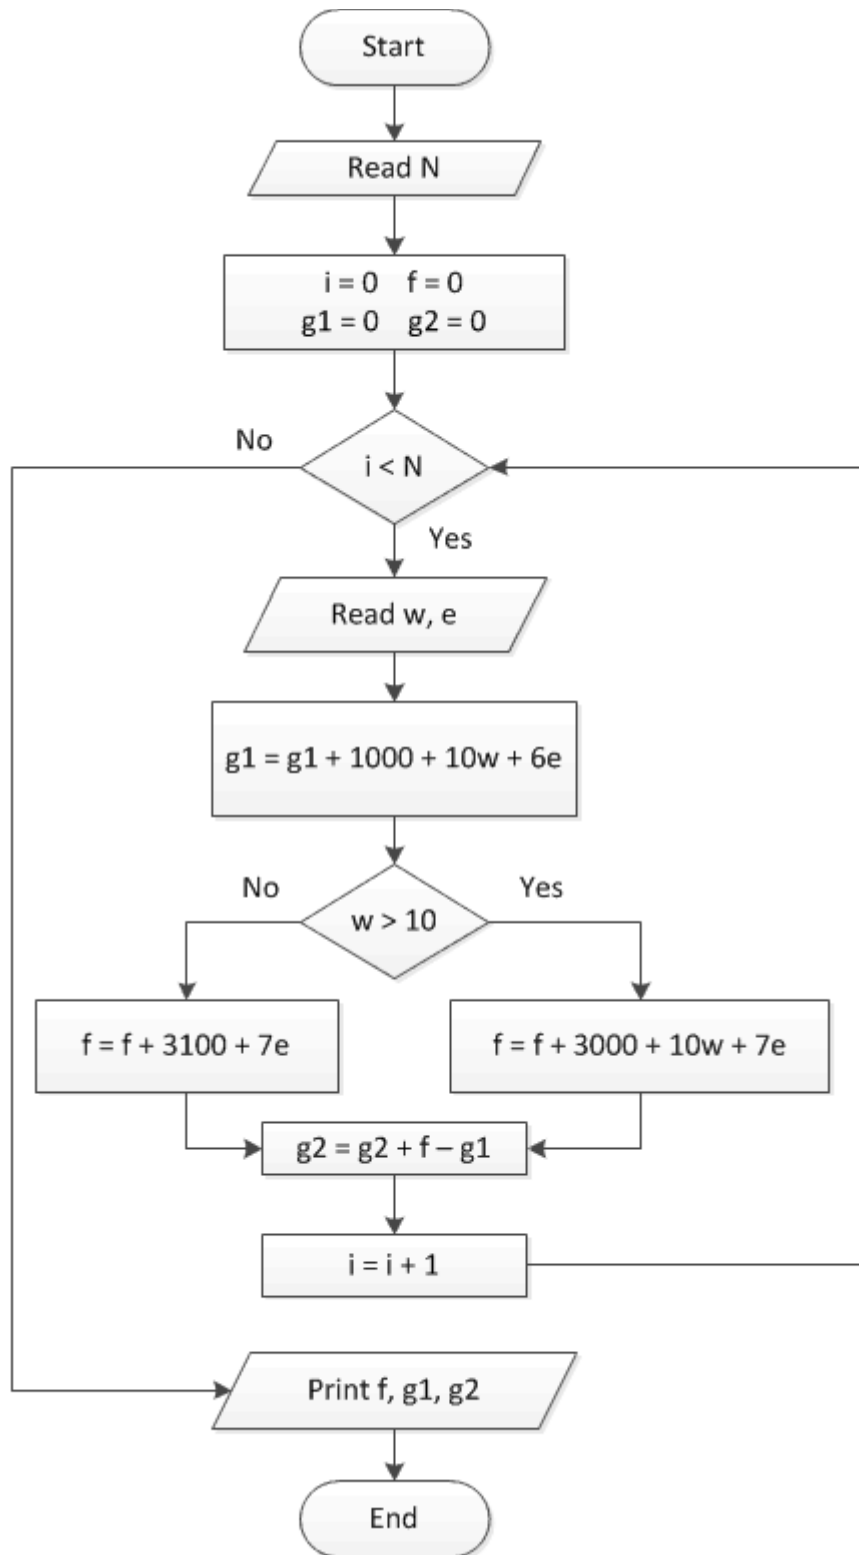 Start
Read N
i = 0 f = 0
g1 = 0 g2 = 0
No
i < N
Yes
Read w, e
g1 = g1 + 1000 + 10w + 6e
No
Yes
w > 10
f = f + 3100 + 7e
f = f + 3000 + 10w + 7e
g2 = g2 + f – g1
i = i + 1
Print f, g1, g2
End